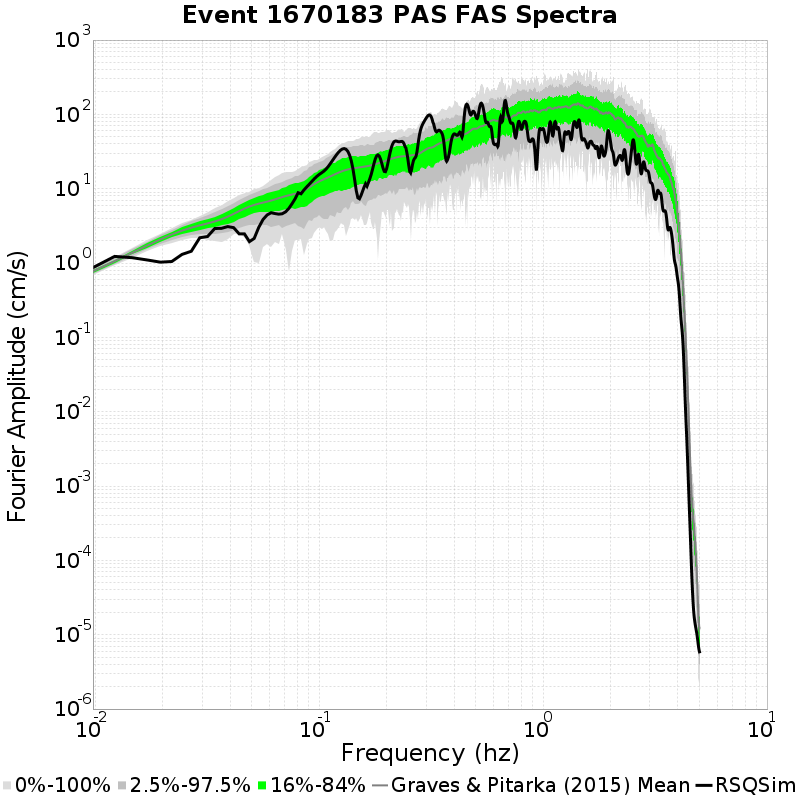 Event 1670183 PAS FAS Spectra
Fourier Amplitude (cm/s)
10^3
10^2
10^1
10^0
10^-1
10^-2
10^-3
10^-4
10^-5
10^-6
10^-2 10^-1 10^0 10^1
Frequency (hz)
0%-100% 2.5%-97.5% 16%-84% Graves & Pitarka (2015) Mean RSQSim